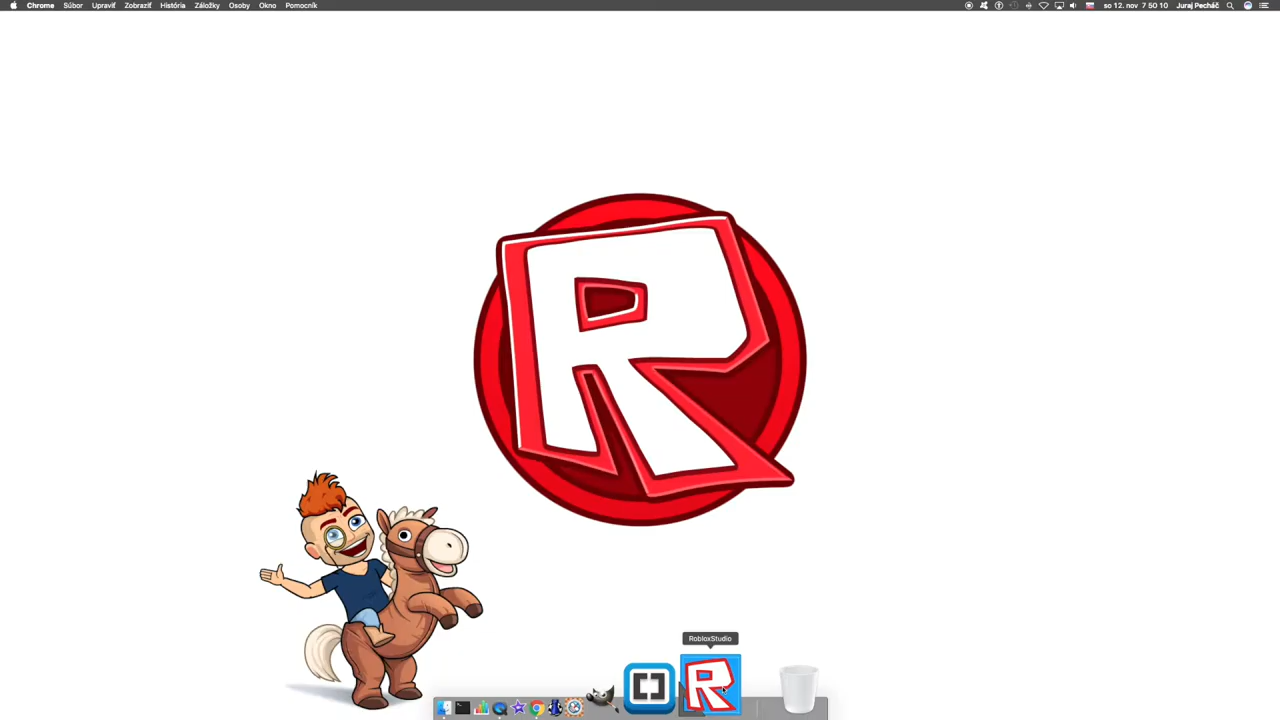 Chrome Súbor Upraviť Zobraziť História Záložky Osoby Okno Pomocník
so 12. nov 7 50 10 Juraj Pecháč
R
RobloxStudio
R